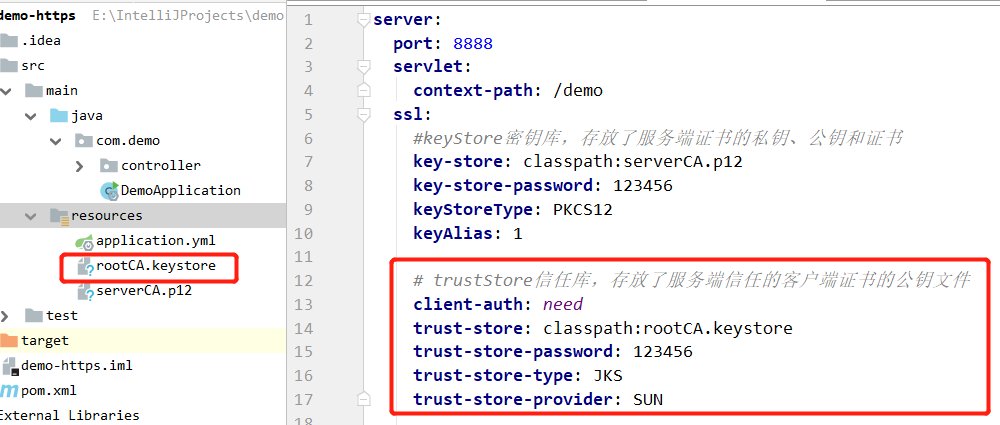 demo-https E:\IntelliJProjects\demo
.idea
src
main
java
com.demo
controller
DemoApplication
resources
application.yml
rootCA.keystore
serverCA.p12
test
target
demo-https.iml
pom.xml
External Libraries
1 server:
2 port: 8888
3 servlet:
4 context-path: /demo
5 ssl:
6 #keyStore密钥库，存放了服务端证书的私钥、公钥和证书
7 key-store: classpath:serverCA.p12
8 key-store-password: 123456
9 keyStoreType: PKCS12
10 keyAlias: 1
11
12 # trustStore信任库，存放了服务端信任的客户端证书的公钥文件
13 client-auth: need
14 trust-store: classpath:rootCA.keystore
15 trust-store-password: 123456
16 trust-store-type: JKS
17 trust-store-provider: SUN
18